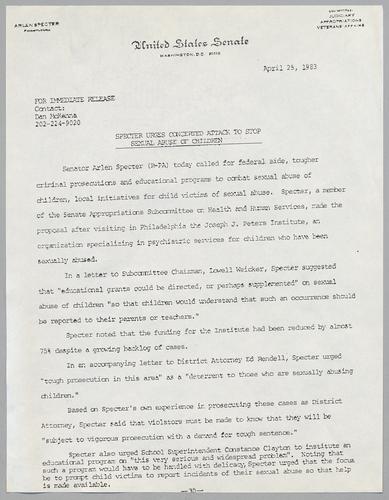 ARLEN SPECTER
PENNSYLVANIA
COMMITTEES:
JUDICIARY
APPROPRIATIONS
VETERANS AFFAIRS
United States Senate
WASHINGTON, D.C. 20510
April 25, 1983
FOR IMMEDIATE RELEASE
Contact:
Dan McKenna
202-224-9020
SPECTER URGES CONCERTED ATTACK TO STOP
SEXUAL ABUSE OF CHILDREN
Senator Arlen Specter (R-PA) today called for federal aide, tougher
criminal prosecutions and educational programs to combat sexual abuse of
children, local initiatives for child victims of sexual abuse. Specter, a member
of the Senate Appropriations Subcommittee on Health and Human Services, made the
proposal after visiting in Philadelphia the Joseph J. Peters Institute, an
organization specializing in psychiatric services for children who have been
sexually abused.
In a letter to Subcommittee Chairman, Lowell Weicker, Specter suggested
that "educational grants could be directed, or perhaps supplemented" on sexual
abuse of children "so that children would understand that such an occurrence should
be reported to their parents or teachers."
Specter noted that the funding for the Institute had been reduced by almost
75% despite a growing backlog of cases.
In an accompanying letter to District Attorney Ed Rendell, Specter urged
"tough prosecution in this area" as a "deterrent to those who are sexually abusing
children."
Based on Specter's own experience in prosecuting these cases as District
Attorney, Specter said that violators must be made to know that they will be
"subject to vigorous prosecution with a demand for tough sentence."
Specter also urged School Superintendent Constance Clayton to institute an
educational program on "this very serious and widespread problem". Noting that
such a program would have to be handled with delicacy, Specter urged that the focus
be to prompt child victims to report incidents of their sexual abuse so that help
is made available.
-30-